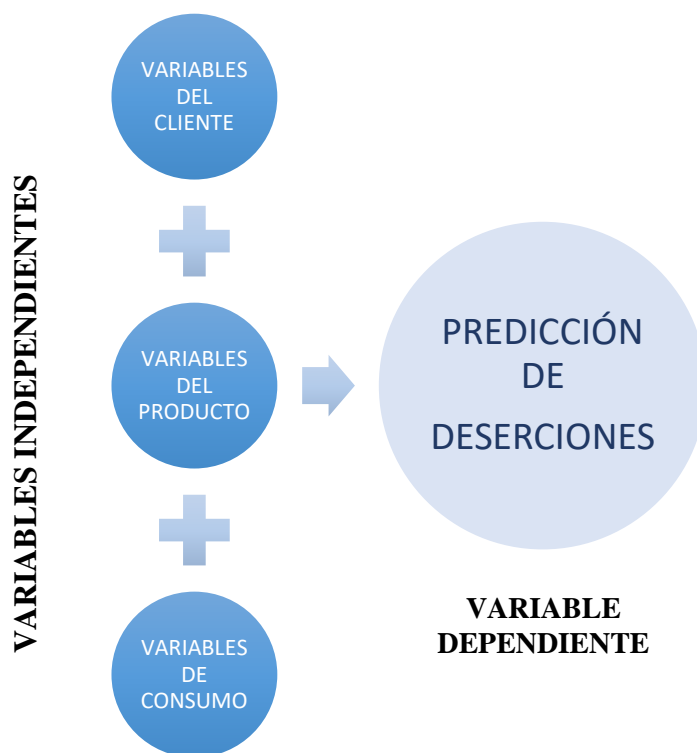 VARIABLES INDEPENDIENTES
VARIABLES
DEL
CLIENTE
VARIABLES
DEL
PRODUCTO
VARIABLES
DE
CONSUMO
PREDICCIÓN
DE
DESERCIONES
VARIABLE
DEPENDIENTE